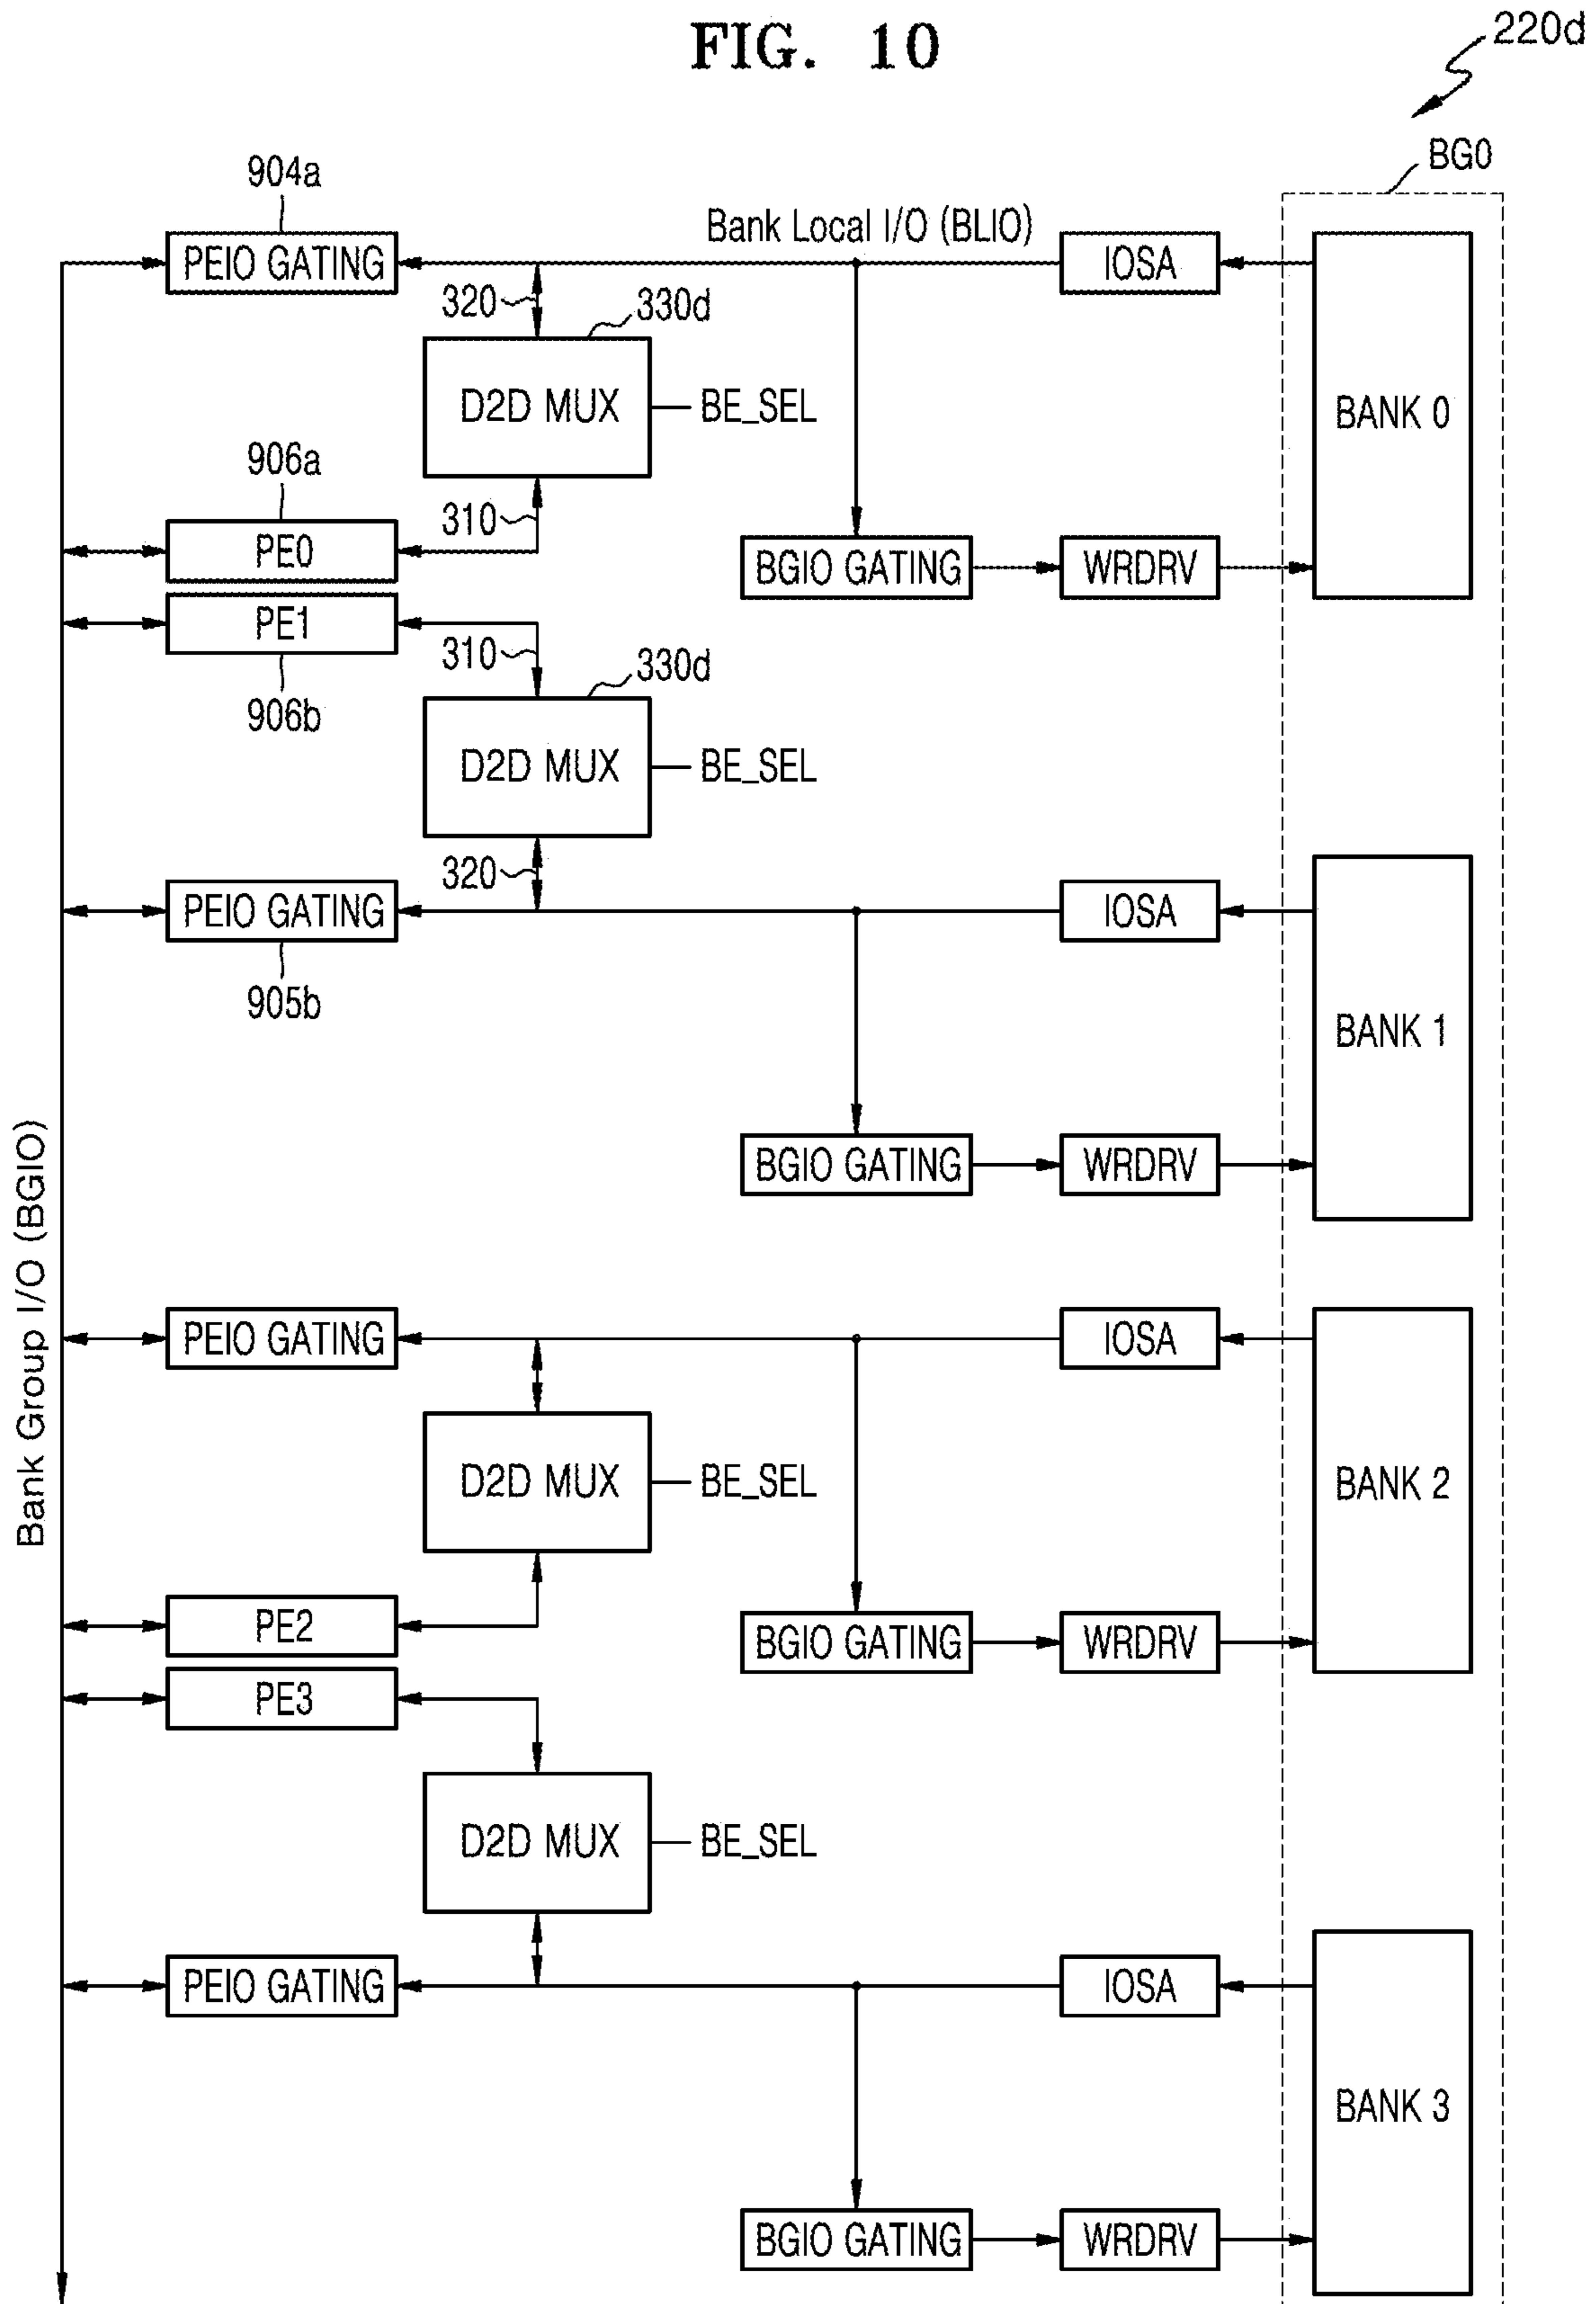 FIG. 10
220d
BG0
904a
Bank Local I/O (BLIO)
PEIO GATING
IOSA
320
330d
D2D MUX
BE_SEL
BANK 0
906a
310
PE0
BGIO GATING
WRDRV
PE1
310
330d
906b
D2D MUX
BE_SEL
320
PEIO GATING
IOSA
905b
BANK 1
Bank Group I/O (BGIO)
BGIO GATING
WRDRV
PEIO GATING
IOSA
D2D MUX
BE_SEL
BANK 2
PE2
BGIO GATING
WRDRV
PE3
D2D MUX
BE_SEL
PEIO GATING
IOSA
BANK 3
BGIO GATING
WRDRV